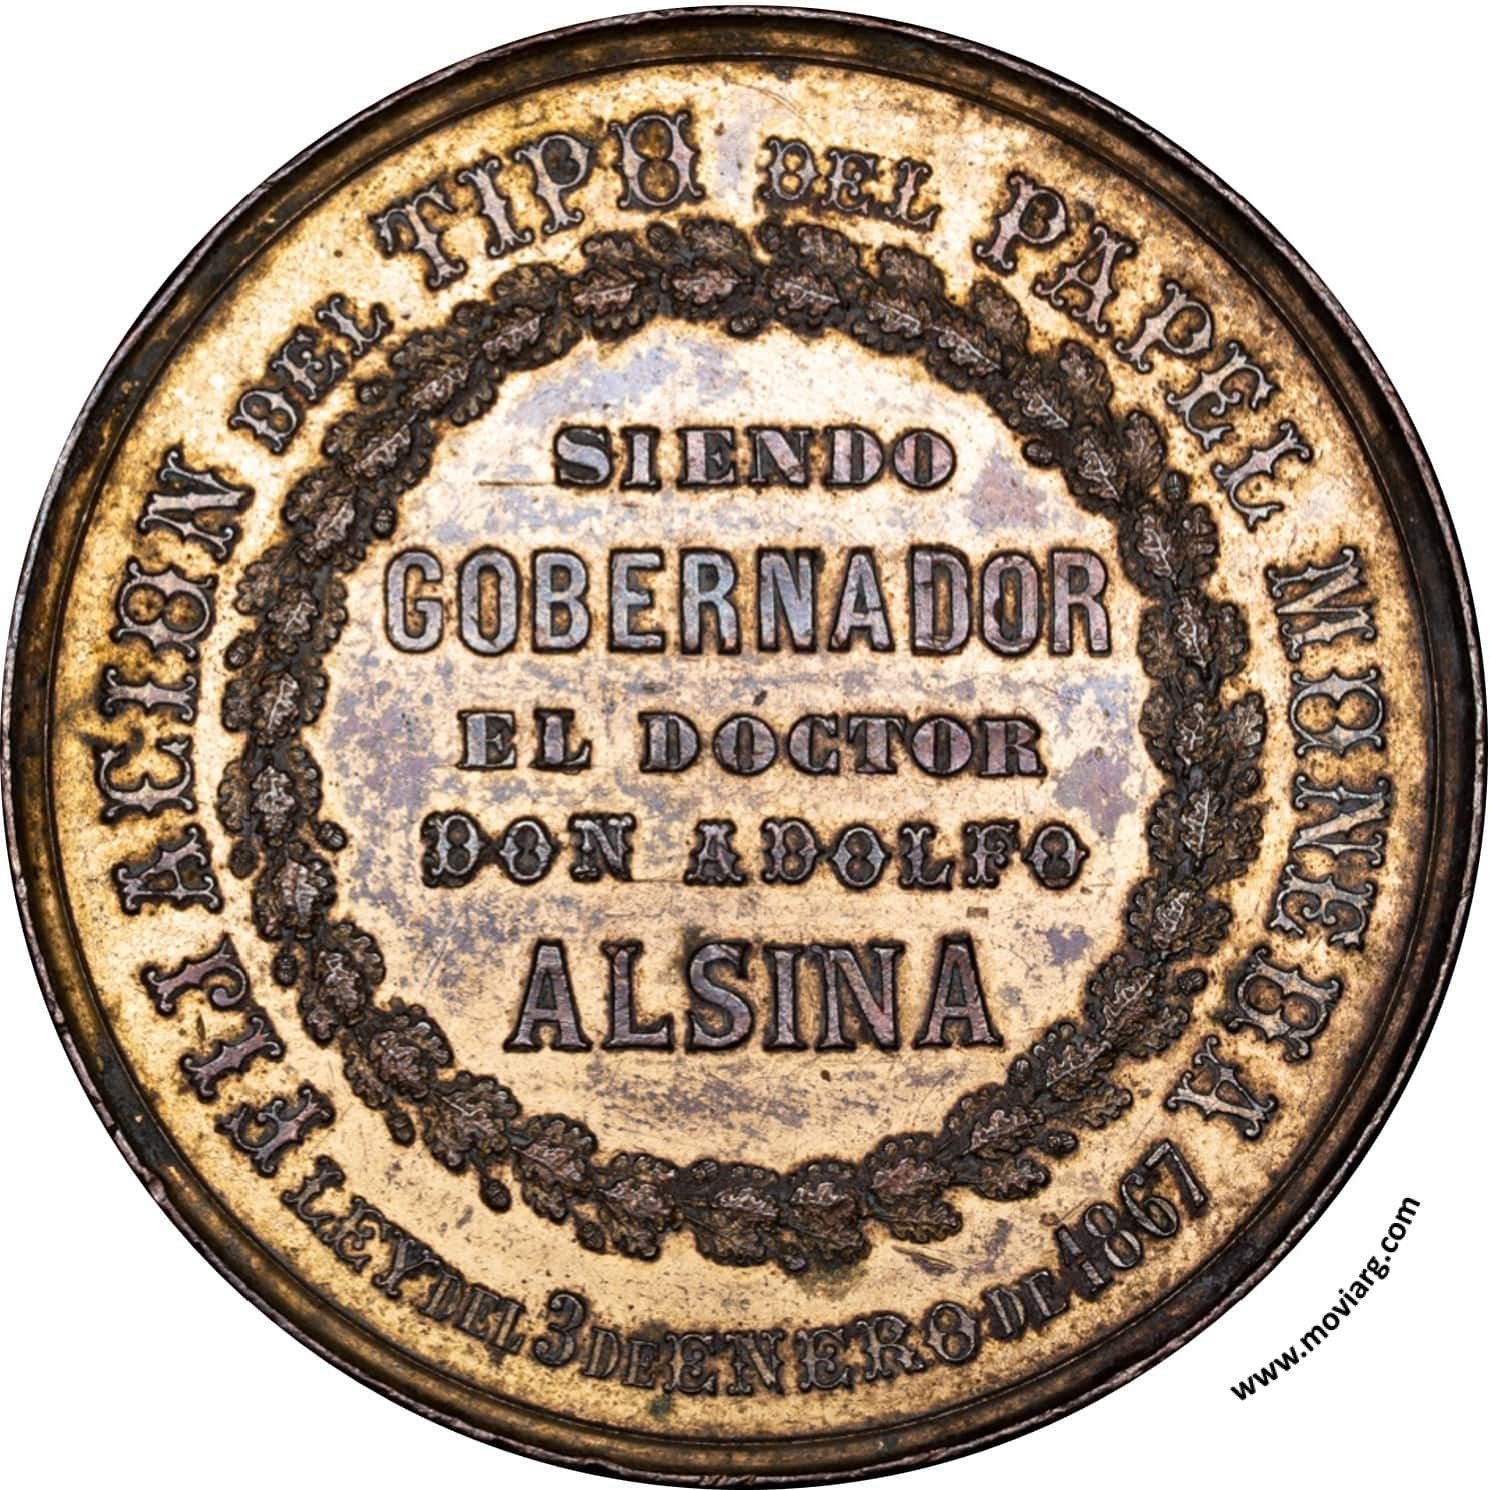 FIJIACION DEL TIPO DEL PAPEL MONEDA
LEY DEL 3 DE ENERO DE 1867
SIENDO
GOBERNADOR
EL DOCTOR
DON ADOLFO
ALSINA
www.moviarg.com